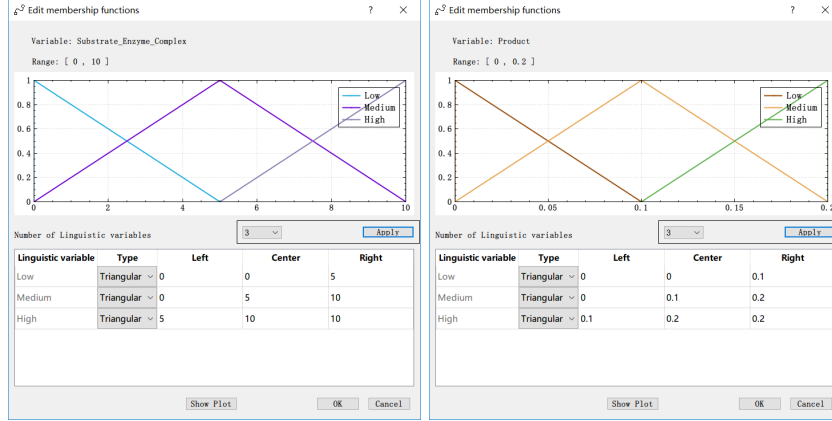 Edit membership functions ? ×
Variable: Substrate_Enzyme_Complex
Range: [ 0 , 10 ]
1
0.8
0.6
0.4
0.2
0
0 2 4 6 8 10
Low
Medium
High
Number of Linguistic variables 3 Apply
Linguistic variable Type Left Center Right
Low Triangular 0 0 5
Medium Triangular 0 5 10
High Triangular 5 10 10
Show Plot OK Cancel
Edit membership functions ? ×
Variable: Product
Range: [ 0 , 0.2 ]
1
0.8
0.6
0.4
0.2
0
0 0.05 0.1 0.15
Low
Medium
High
Number of Linguistic variables 3 Apply
Linguistic variable Type Left Center Right
Low Triangular 0 0 0.1
Medium Triangular 0 0.1 0.2
High Triangular 0.1 0.2 0.2
Show Plot OK Cancel